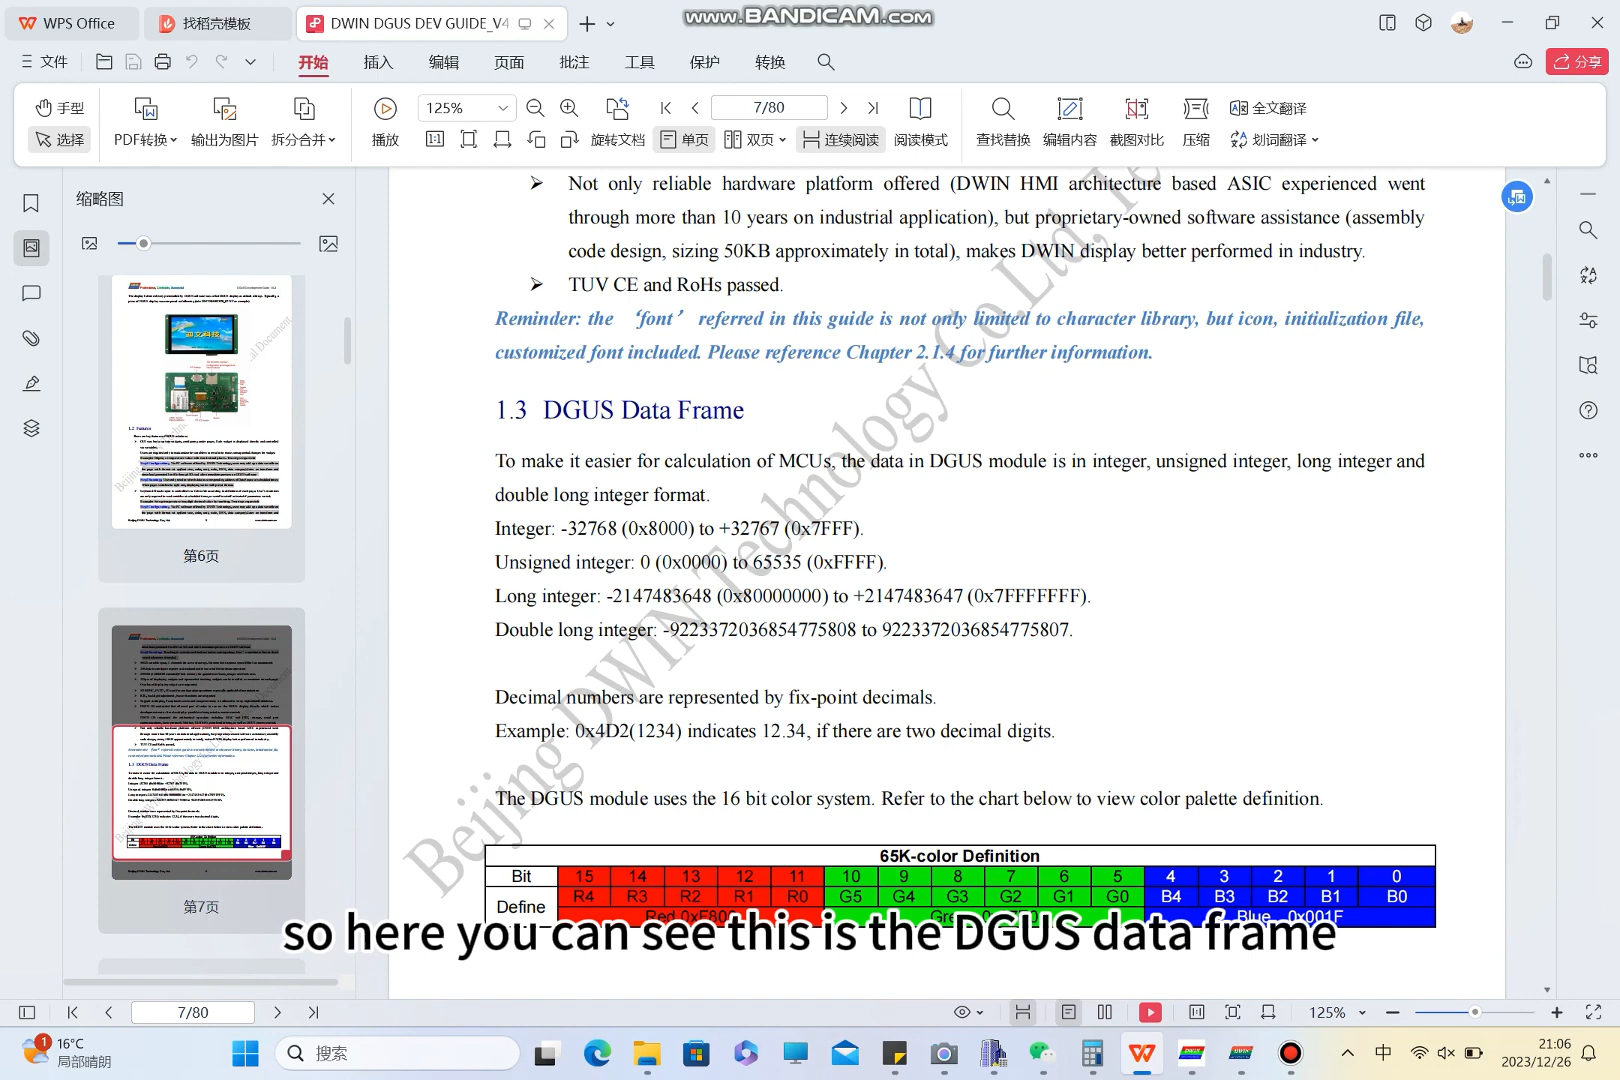 WPS Office
找稻壳模板
DWIN DGUS DEV GUIDE_V4
www.BANDICAM.com
文件
开始
插入
编辑
页面
批注
工具
保护
转换
分享
手型
选择
PDF转换
输出为图片
拆分合并
播放
125%
旋转文档
7/80
单页
双页
连续阅读
阅读模式
查找替换
编辑内容
截图对比
压缩
全文翻译
划词翻译
缩略图
第6页
第7页
Not only reliable hardware platform offered (DWIN HMI architecture based ASIC experienced went
through more than 10 years on industrial application), but proprietary-owned software assistance (assembly
code design, sizing 50KB approximately in total), makes DWIN display better performed in industry.
TUV CE and RoHs passed.
Reminder: the ‘font’ referred in this guide is not only limited to character library, but icon, initialization file,
customized font included. Please reference Chapter 2.1.4 for further information.
1.3 DGUS Data Frame
To make it easier for calculation of MCUs, the data in DGUS module is in integer, unsigned integer, long integer and
double long integer format.
Integer: -32768 (0x8000) to +32767 (0x7FFF).
Unsigned integer: 0 (0x0000) to 65535 (0xFFFF).
Long integer: -2147483648 (0x80000000) to +2147483647 (0x7FFFFFFF).
Double long integer: -9223372036854775808 to 9223372036854775807.
Decimal numbers are represented by fix-point decimals.
Example: 0x4D2(1234) indicates 12.34, if there are two decimal digits.
The DGUS module uses the 16 bit color system. Refer to the chart below to view color palette definition.
Beijing DWIN Technology Co., Ltd, Te
65K-color Definition
Bit 15 14 13 12 11 10 9 8 7 6 5 4 3 2 1 0
Define R4 R3 R2 R1 R0 G5 G4 G3 G2 G1 G0 B4 B3 B2 B1 B0
Blue 0x001F
so here you can see this is the DGUS data frame
7/80
125%
16°C
局部晴朗
搜索
中
21:06
2023/12/26